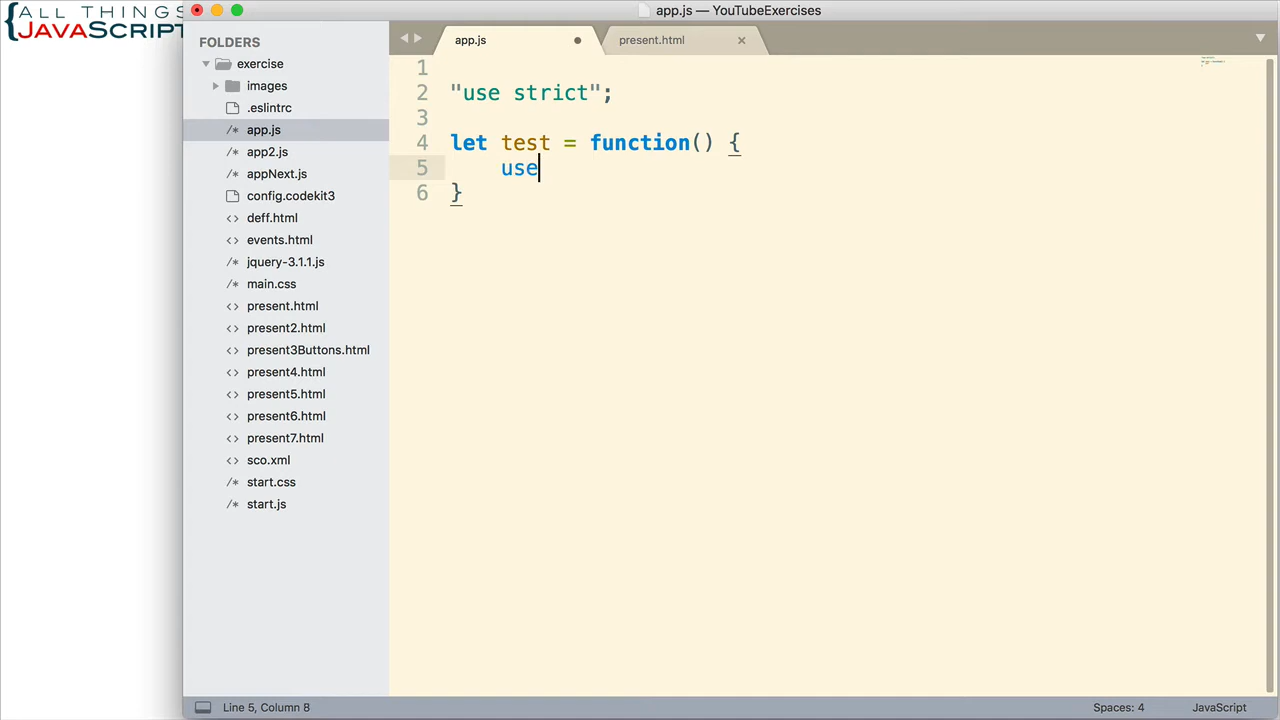 {ALL THINGS
JAVASCRIPT
app.js — YouTubeExercises
FOLDERS
exercise
images
.eslintrc
app.js
app2.js
appNext.js
config.codekit3
deff.html
events.html
jquery-3.1.1.js
main.css
present.html
present2.html
present3Buttons.html
present4.html
present5.html
present6.html
present7.html
sco.xml
start.css
start.js
app.js
present.html
1
2 "use strict";
3
4 let test = function() {
5 use
6 }
Line 5, Column 8
Spaces: 4
JavaScript